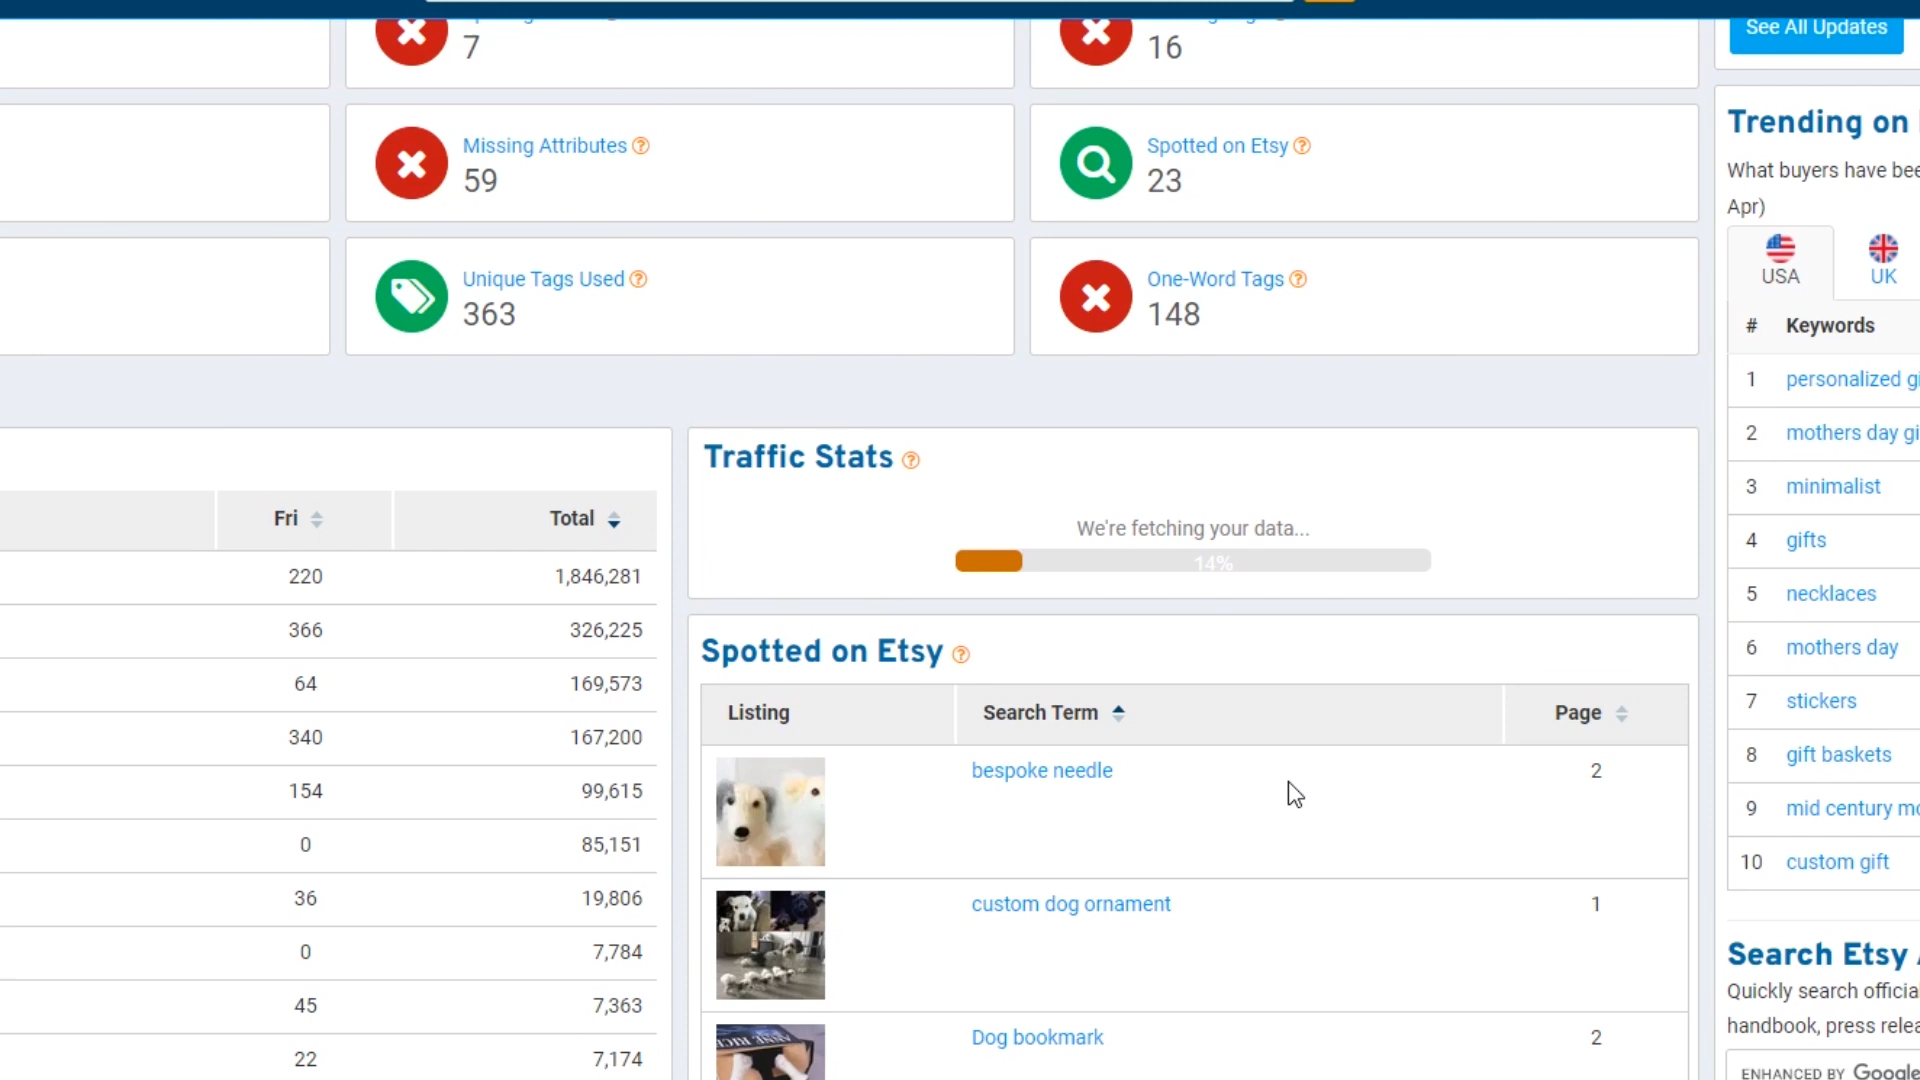 7
16
See All Updates
Missing Attributes
59
Spotted on Etsy
23
Unique Tags Used
363
One-Word Tags
148
Trending on
What buyers have bee
Apr)
USA
UK
# Keywords
1 personalized gi
2 mothers day gi
3 minimalist
4 gifts
5 necklaces
6 mothers day
7 stickers
8 gift baskets
9 mid century mo
10 custom gift
Fri Total
220 1,846,281
366 326,225
64 169,573
340 167,200
154 99,615
0 85,151
36 19,806
0 7,784
45 7,363
22 7,174
Traffic Stats
We're fetching your data...
14%
Spotted on Etsy
Listing Search Term Page
bespoke needle 2
custom dog ornament 1
Dog bookmark 2
Search Etsy
Quickly search official
handbook, press relea
ENHANCED BY Google